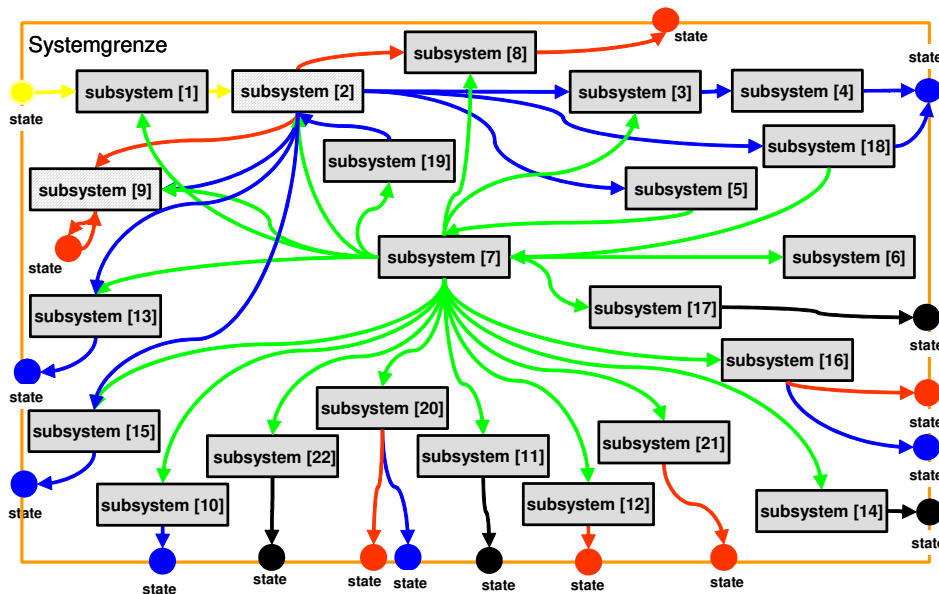 state
Systemgrenze
subsystem [8]
state
subsystem [1]
subsystem [2]
subsystem [3]
subsystem [4]
state
subsystem [18]
subsystem [19]
subsystem [9]
subsystem [5]
state
subsystem [7]
subsystem [6]
subsystem [17]
subsystem [13]
state
state
subsystem [16]
state
subsystem [20]
state
subsystem [15]
subsystem [21]
state
subsystem [22]
subsystem [11]
state
subsystem [10]
subsystem [12]
subsystem [14]
state
state
state
state
state
state
state
state